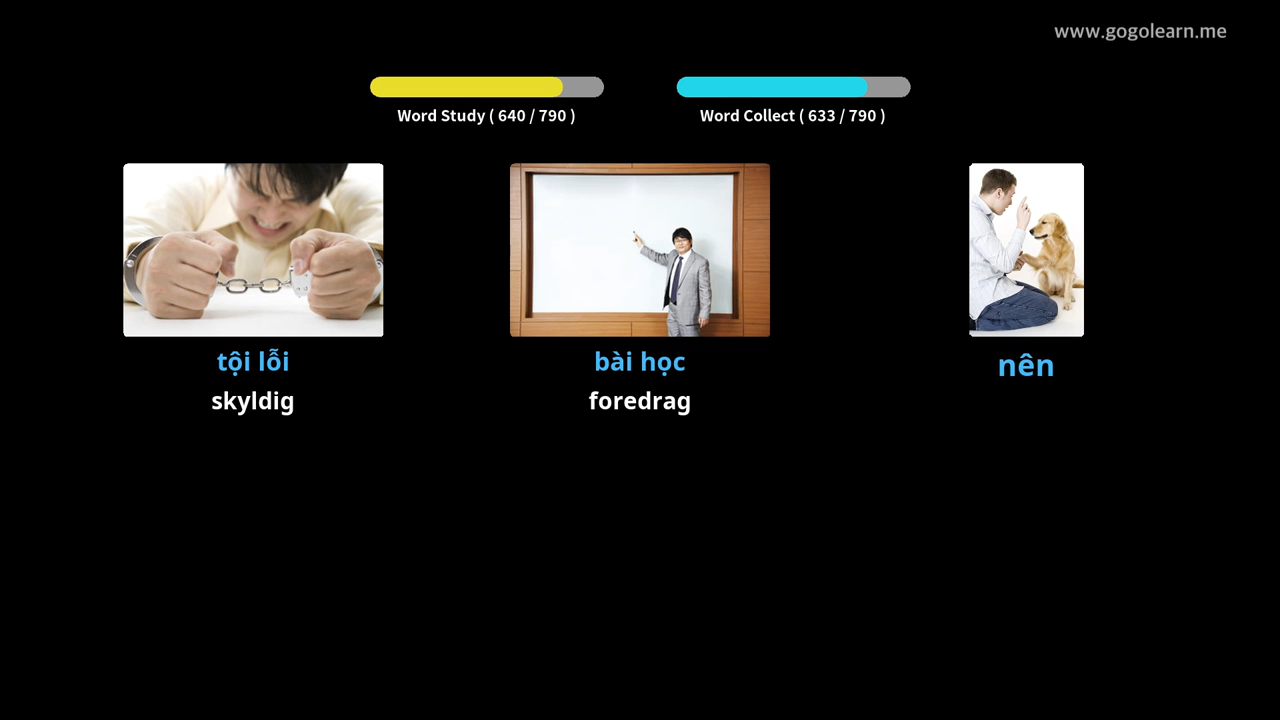 www.gogolearn.me
Word Study ( 640 / 790 )
Word Collect ( 633 / 790 )
tội lỗi
skyldig
bài học
foredrag
nên